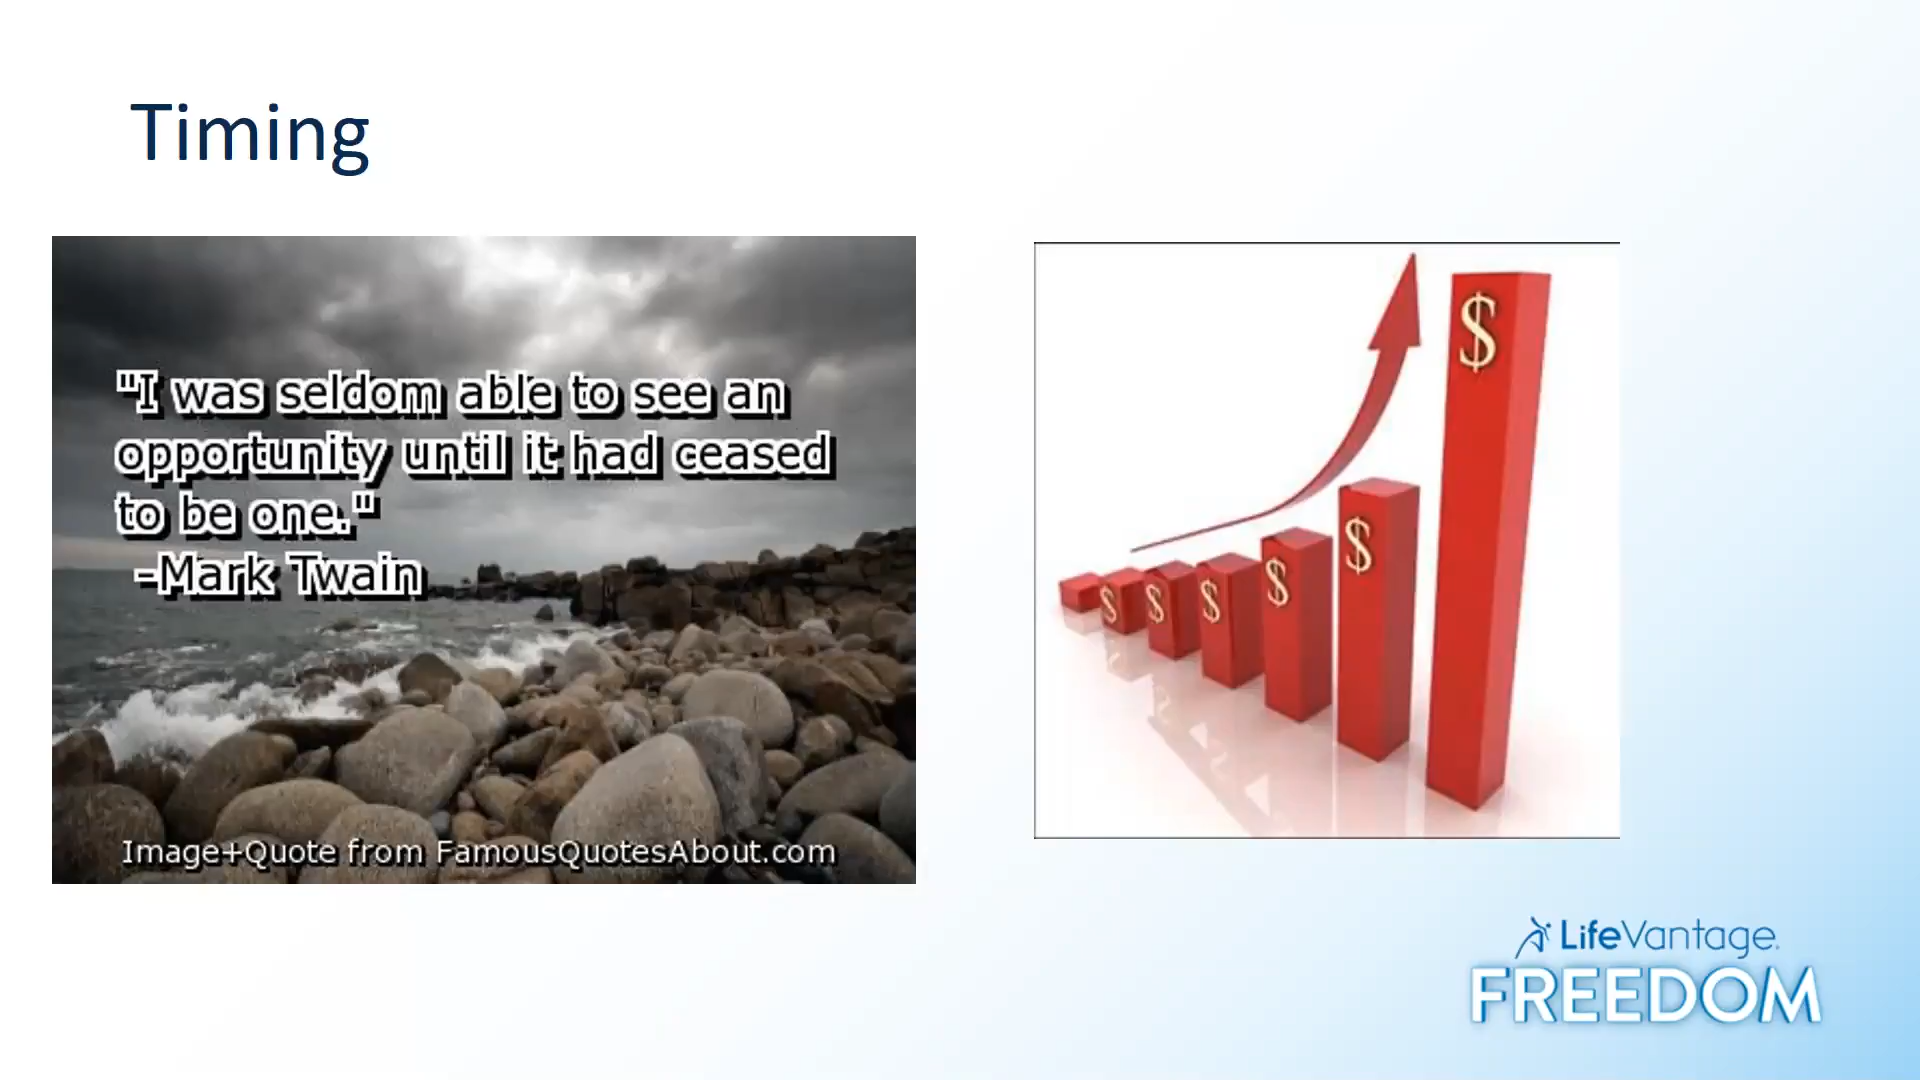 Timing
"I was seldom able to see an
opportunity until it had ceased
to be one."
-Mark Twain
Image+Quote from FamousQuotesAbout.com
$
$
$
$
$
$
$
LifeVantage.
FREEDOM